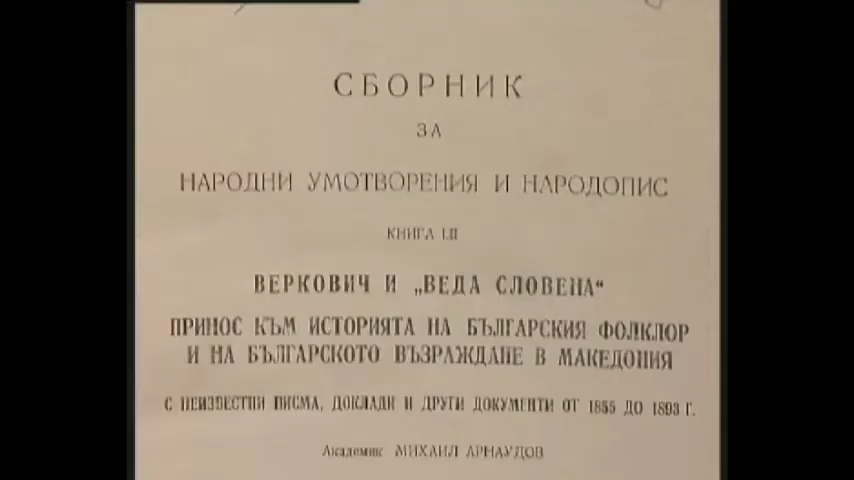 СБОРНИК
ЗА
НАРОДНИ УМОТВОРЕНИЯ И НАРОДОПИС
КНИГА LII
ВЕРКОВИЧ И „ВЕДА СЛОВЕНА“
ПРИНОС КЪМ ИСТОРИЯТА НА БЪЛГАРСКИЯ ФОЛКЛОР
И НА БЪЛГАРСКОТО ВЪЗРАЖДАНЕ В МАКЕДОНИЯ
С НЕИЗВЕСТНИ ПИСМА, ДОКЛАДИ И ДРУГИ ДОКУМЕНТИ ОТ 1855 ДО 1893 Г.
Академик МИХАИЛ АРНАУДОВ